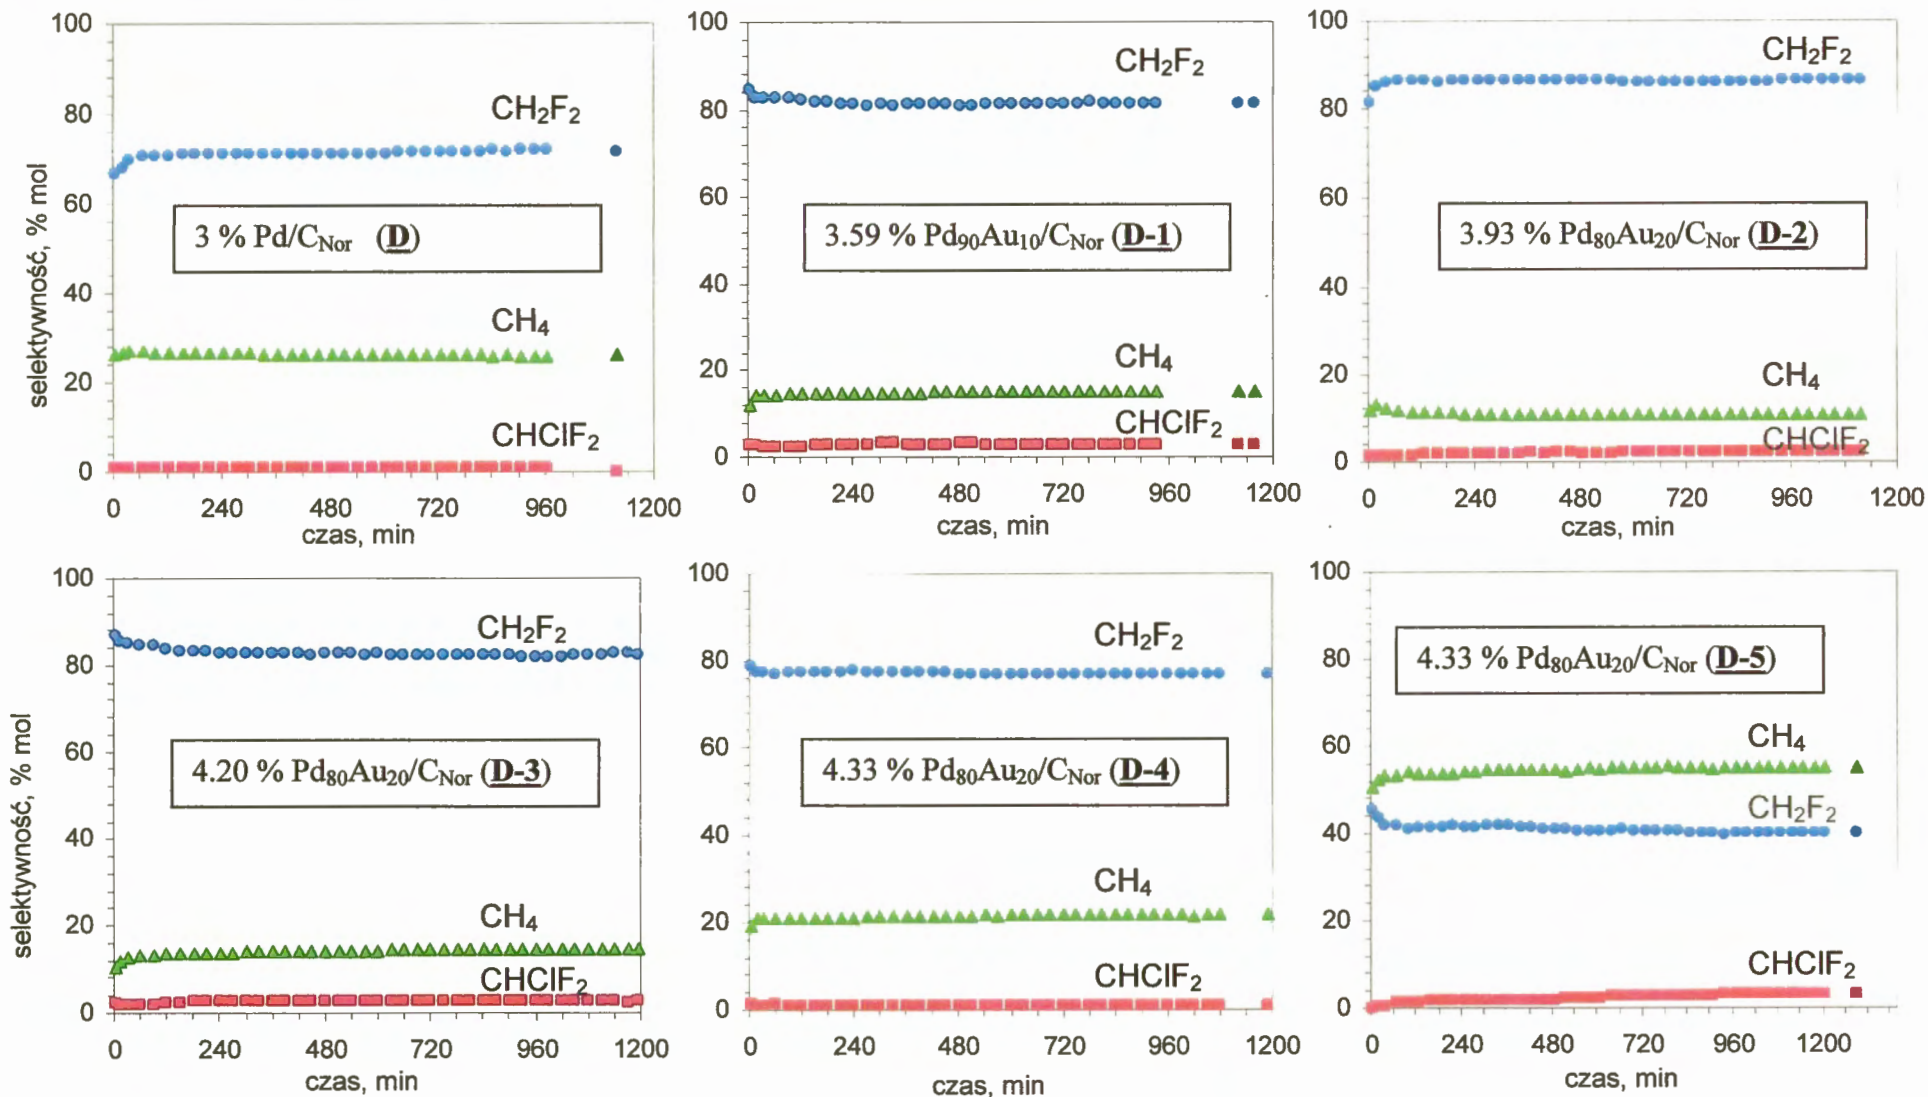 selektywność, % mol
100
80
60
40
20
0
CH₂F₂
3 % Pd/C_Nor (D)
CH₄
CHClF₂
0 240 480 720 960 1200
czas, min
100
80
60
40
20
0
CH₂F₂
3.59 % Pd₉₀Au₁₀/C_Nor (D-1)
CH₄
CHClF₂
0 240 480 720 960 1200
czas, min
100
80
60
40
20
0
CH₂F₂
3.93 % Pd₈₀Au₂₀/C_Nor (D-2)
CH₄
CHClF₂
0 240 480 720 960 1200
czas, min
selektywność, % mol
100
80
60
40
20
0
CH₂F₂
4.20 % Pd₈₀Au₂₀/C_Nor (D-3)
CH₄
CHClF₂
0 240 480 720 960 1200
czas, min
100
80
60
40
20
0
CH₂F₂
4.33 % Pd₈₀Au₂₀/C_Nor (D-4)
CH₄
CHClF₂
0 240 480 720 960 1200
czas, min
100
80
60
40
20
0
4.33 % Pd₈₀Au₂₀/C_Nor (D-5)
CH₄
CH₂F₂
CHClF₂
0 240 480 720 960 1200
czas, min